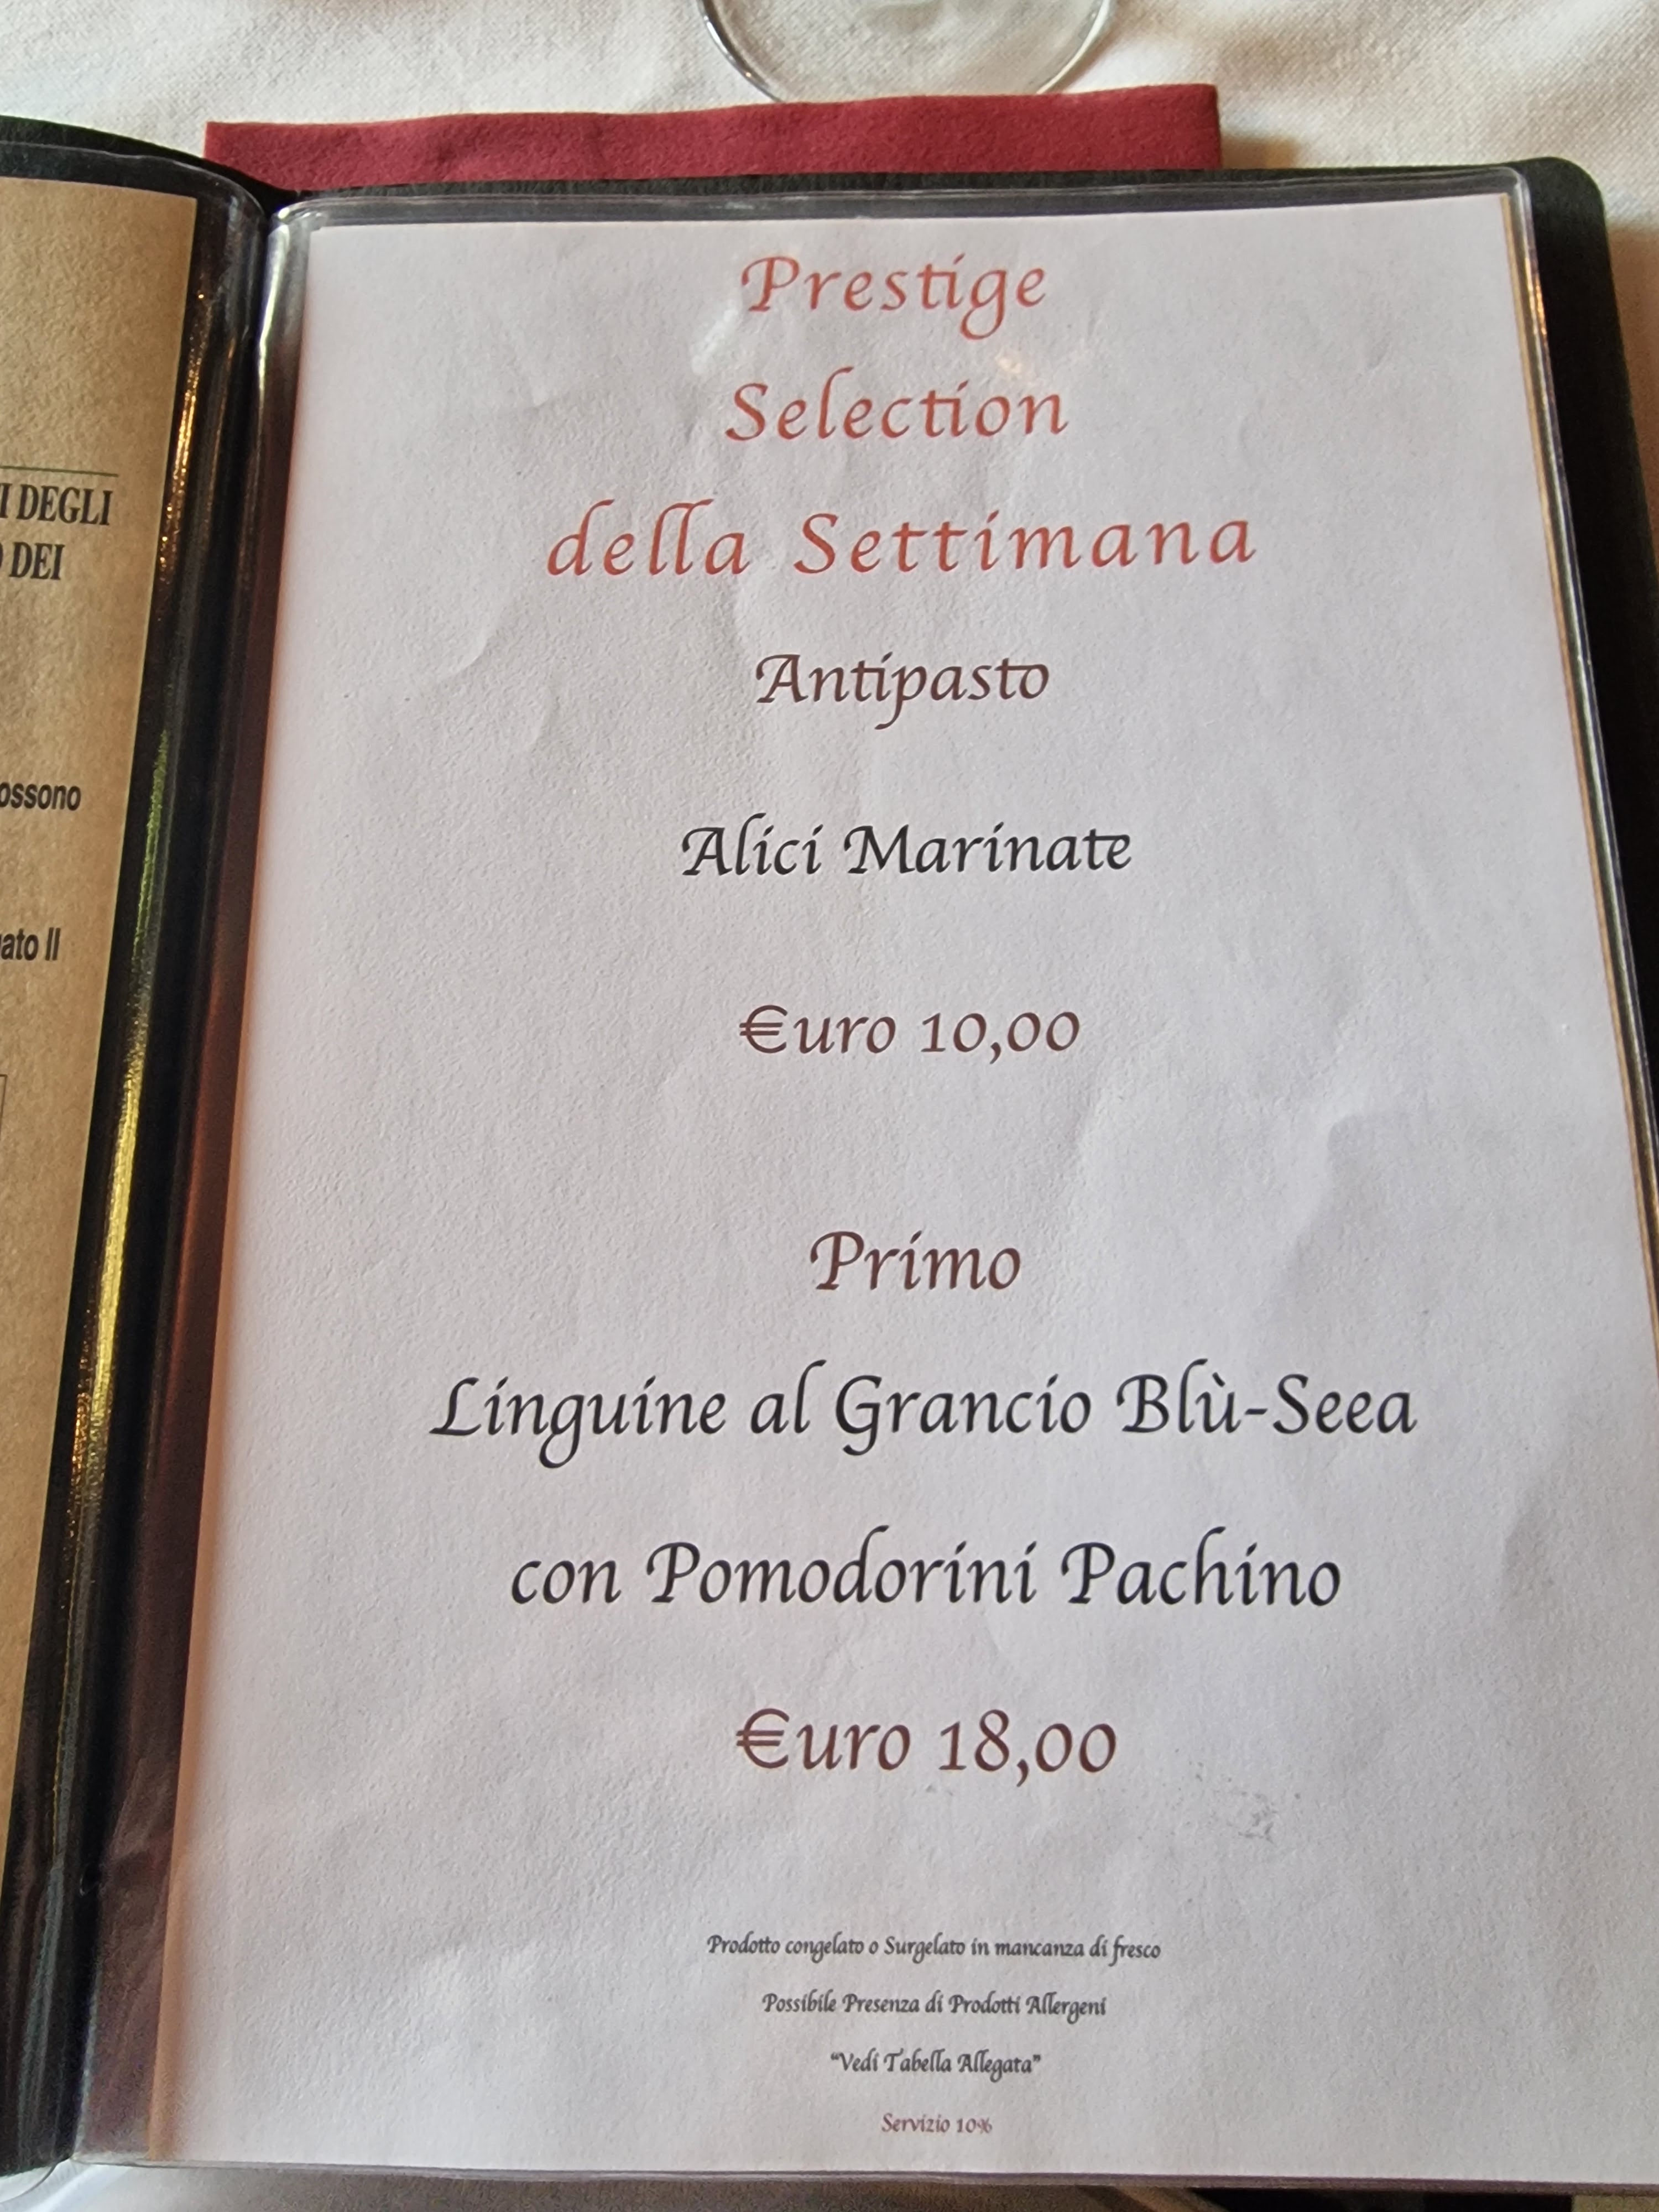 I DEGLI
DEI
ossono
ato Il
Prestige
Selection
della Settimana
Antipasto
Alici Marinate
€uro 10,00
Primo
Linguine al Grancio Blù-Seea
con Pomodorini Pachino
€uro 18,00
Prodotto congelato o Surgelato in mancanza di fresco
Possibile Presenza di Prodotti Allergeni
“Vedi Tabella Allegata”
Servizio 10%